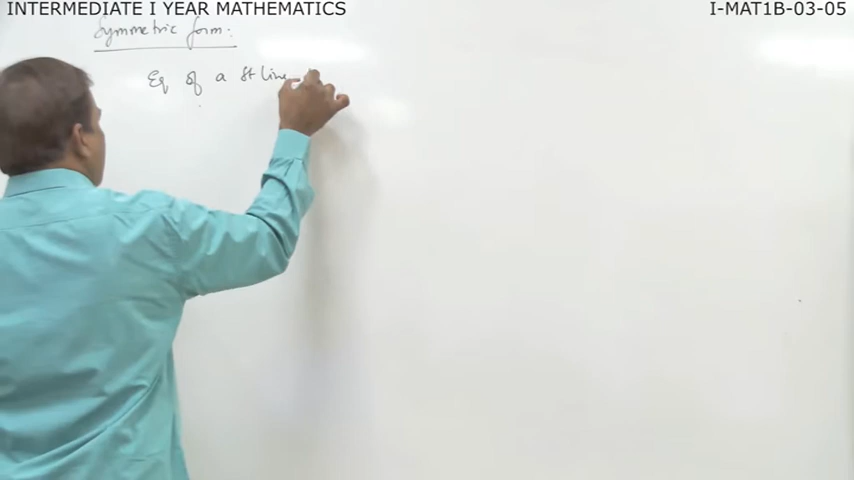 INTERMEDIATE I YEAR MATHEMATICS
I-MAT1B-03-05
Symmetric form:
Eq of a St line